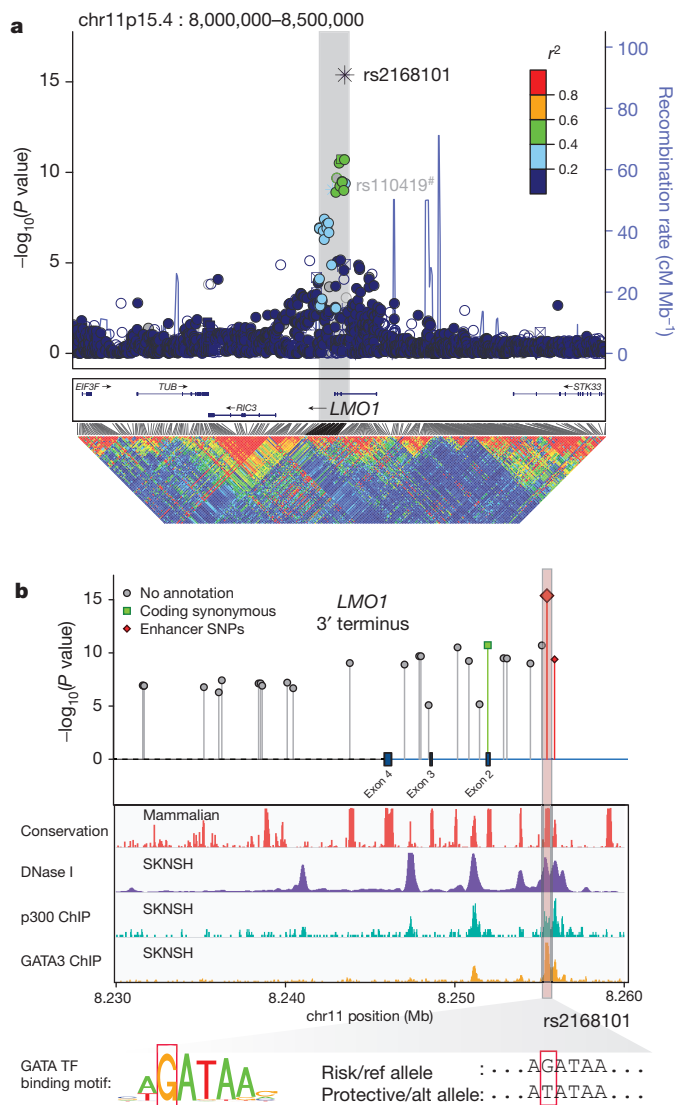 a
chr11p15.4 : 8,000,000–8,500,000
15
10
5
0
–log10(P value)
rs2168101
rs110419#
r2
0.8
0.6
0.4
0.2
100
80
60
40
20
0
Recombination rate (cM Mb–1)
EIF3F
TUB
RIC3
LMO1
STK33
b
No annotation
Coding synonymous
Enhancer SNPs
LMO1
3′ terminus
15
10
5
0
–log10(P value)
Exon 4
Exon 3
Exon 2
Conservation
Mammalian
DNase I
SKNSH
p300 ChIP
SKNSH
GATA3 ChIP
SKNSH
8.230
8.240
8.250
8.260
chr11 position (Mb)
rs2168101
GATA TF
binding motif:
AGATAA
Risk/ref allele : ...AGATAA...
Protective/alt allele: ...ATATAA...